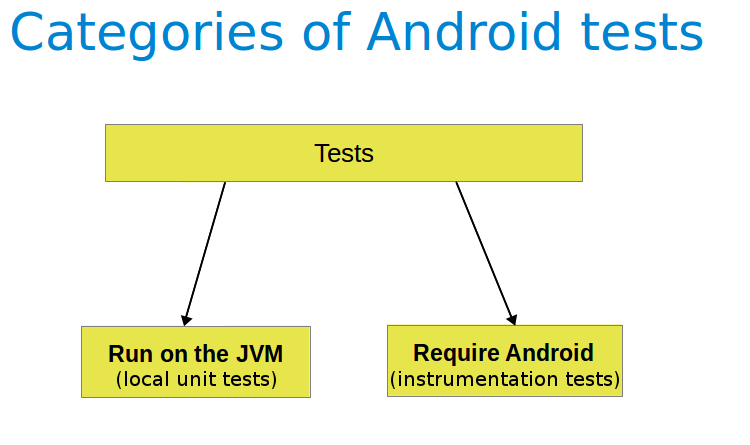 Categories of Android tests
Tests
Run on the JVM
(local unit tests)
Require Android
(instrumentation tests)